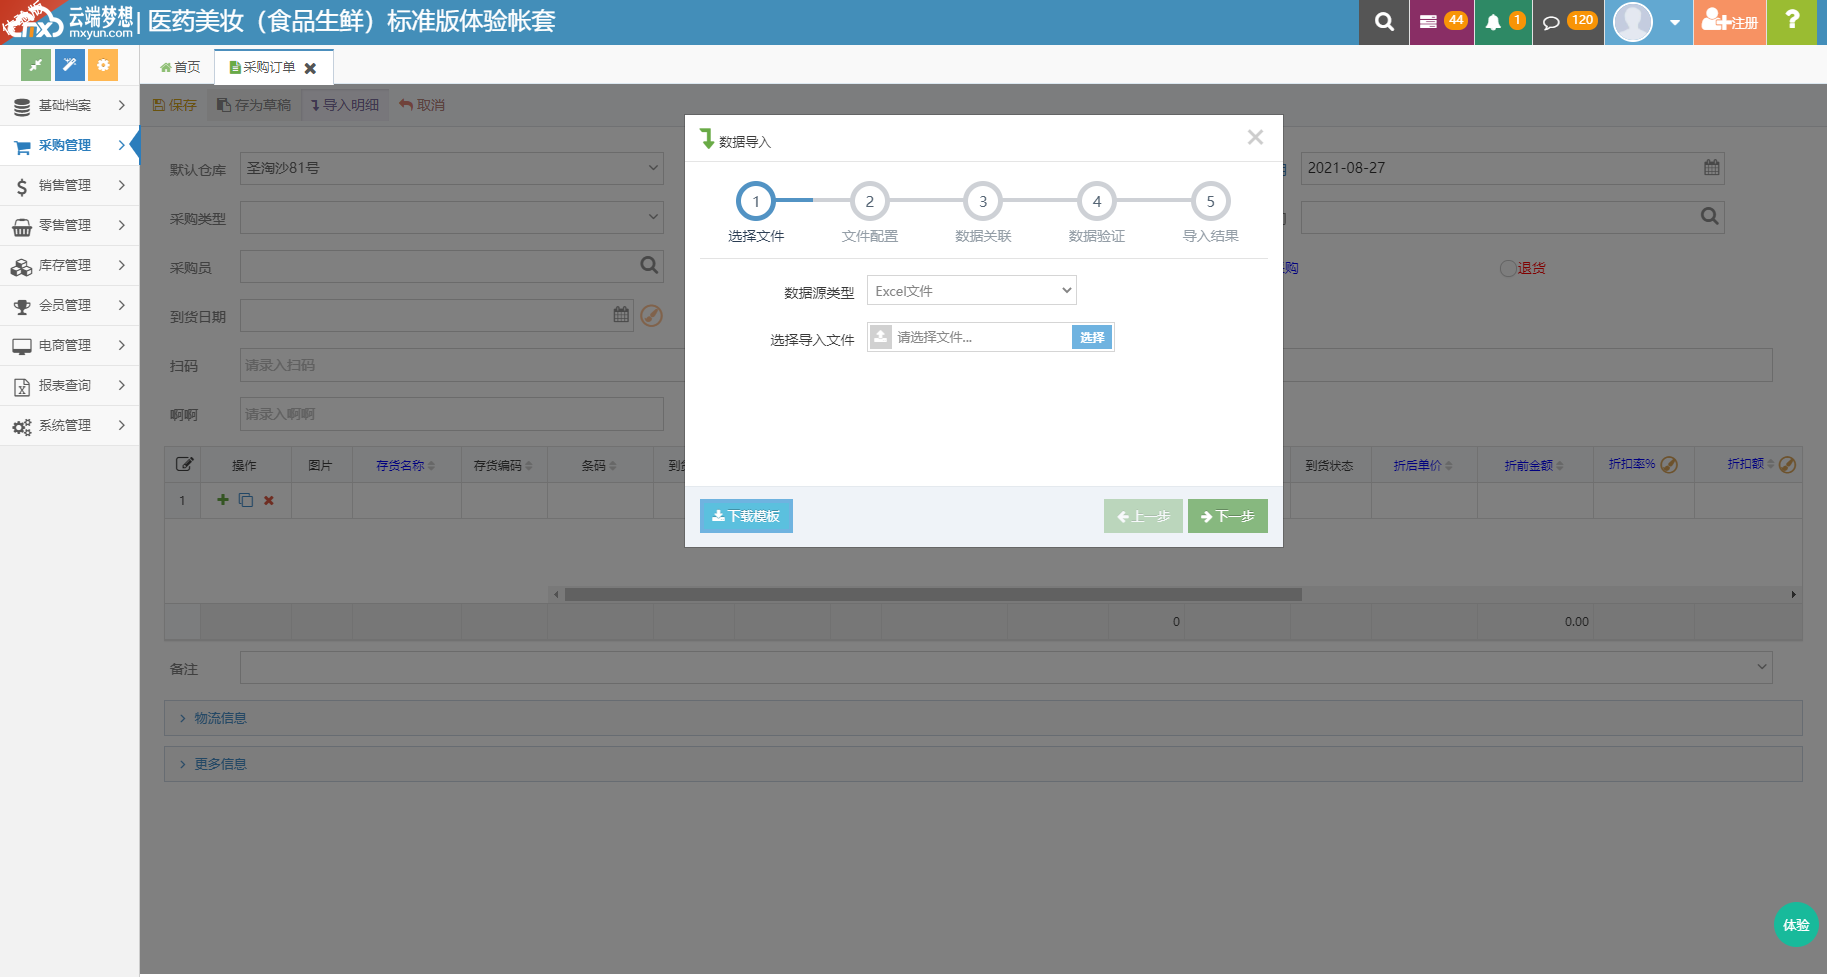 云端梦想
mxyun.com
医药美妆（食品生鲜）标准版体验帐套
44
1
120
注册
?
首页
采购订单
基础档案
采购管理
销售管理
零售管理
库存管理
会员管理
电商管理
报表查询
系统管理
保存
存为草稿
导入明细
取消
默认仓库
圣淘沙81号
2021-08-27
采购类型
采购员
购
退货
到货日期
扫码
请录入扫码
啊啊
请录入啊啊
数据导入
1
2
3
4
5
选择文件
文件配置
数据关联
数据验证
导入结果
数据源类型
Excel文件
选择导入文件
请选择文件...
选择
下载模板
上一步
下一步
操作
图片
存货名称
存货编码
条码
到货状态
折后单价
折前金额
折扣率%
折扣额
1
0
0.00
备注
物流信息
更多信息
体验